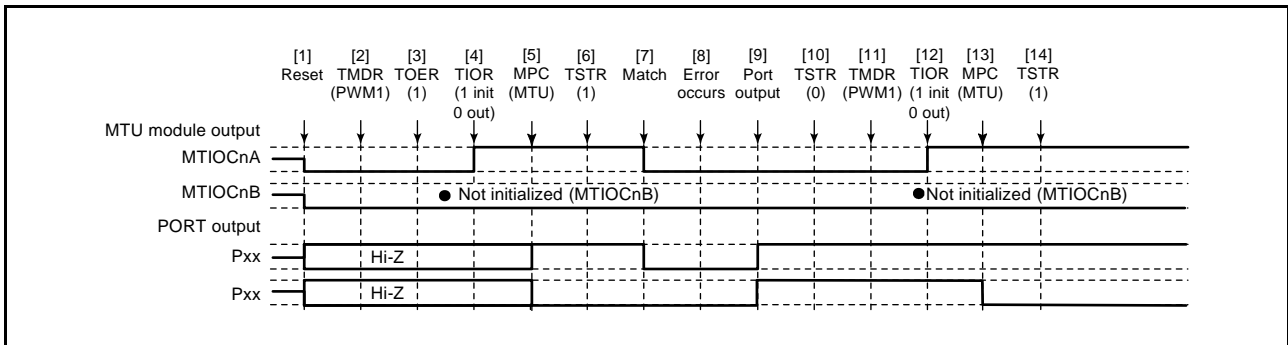 [1] [2] [3] [4] [5] [6] [7] [8] [9] [10] [11] [12] [13] [14]
Reset TMDR TOER TIOR MPC TSTR Match Error Port TSTR TMDR TIOR MPC TSTR
(PWM1) (1) (1 init (MTU) (1) occurs output (0) (PWM1) (1 init (MTU) (1)
0 out) 0 out)
MTU module output
MTIOCnA
MTIOCnB ● Not initialized (MTIOCnB) ●Not initialized (MTIOCnB)
PORT output
Pxx Hi-Z
Pxx Hi-Z